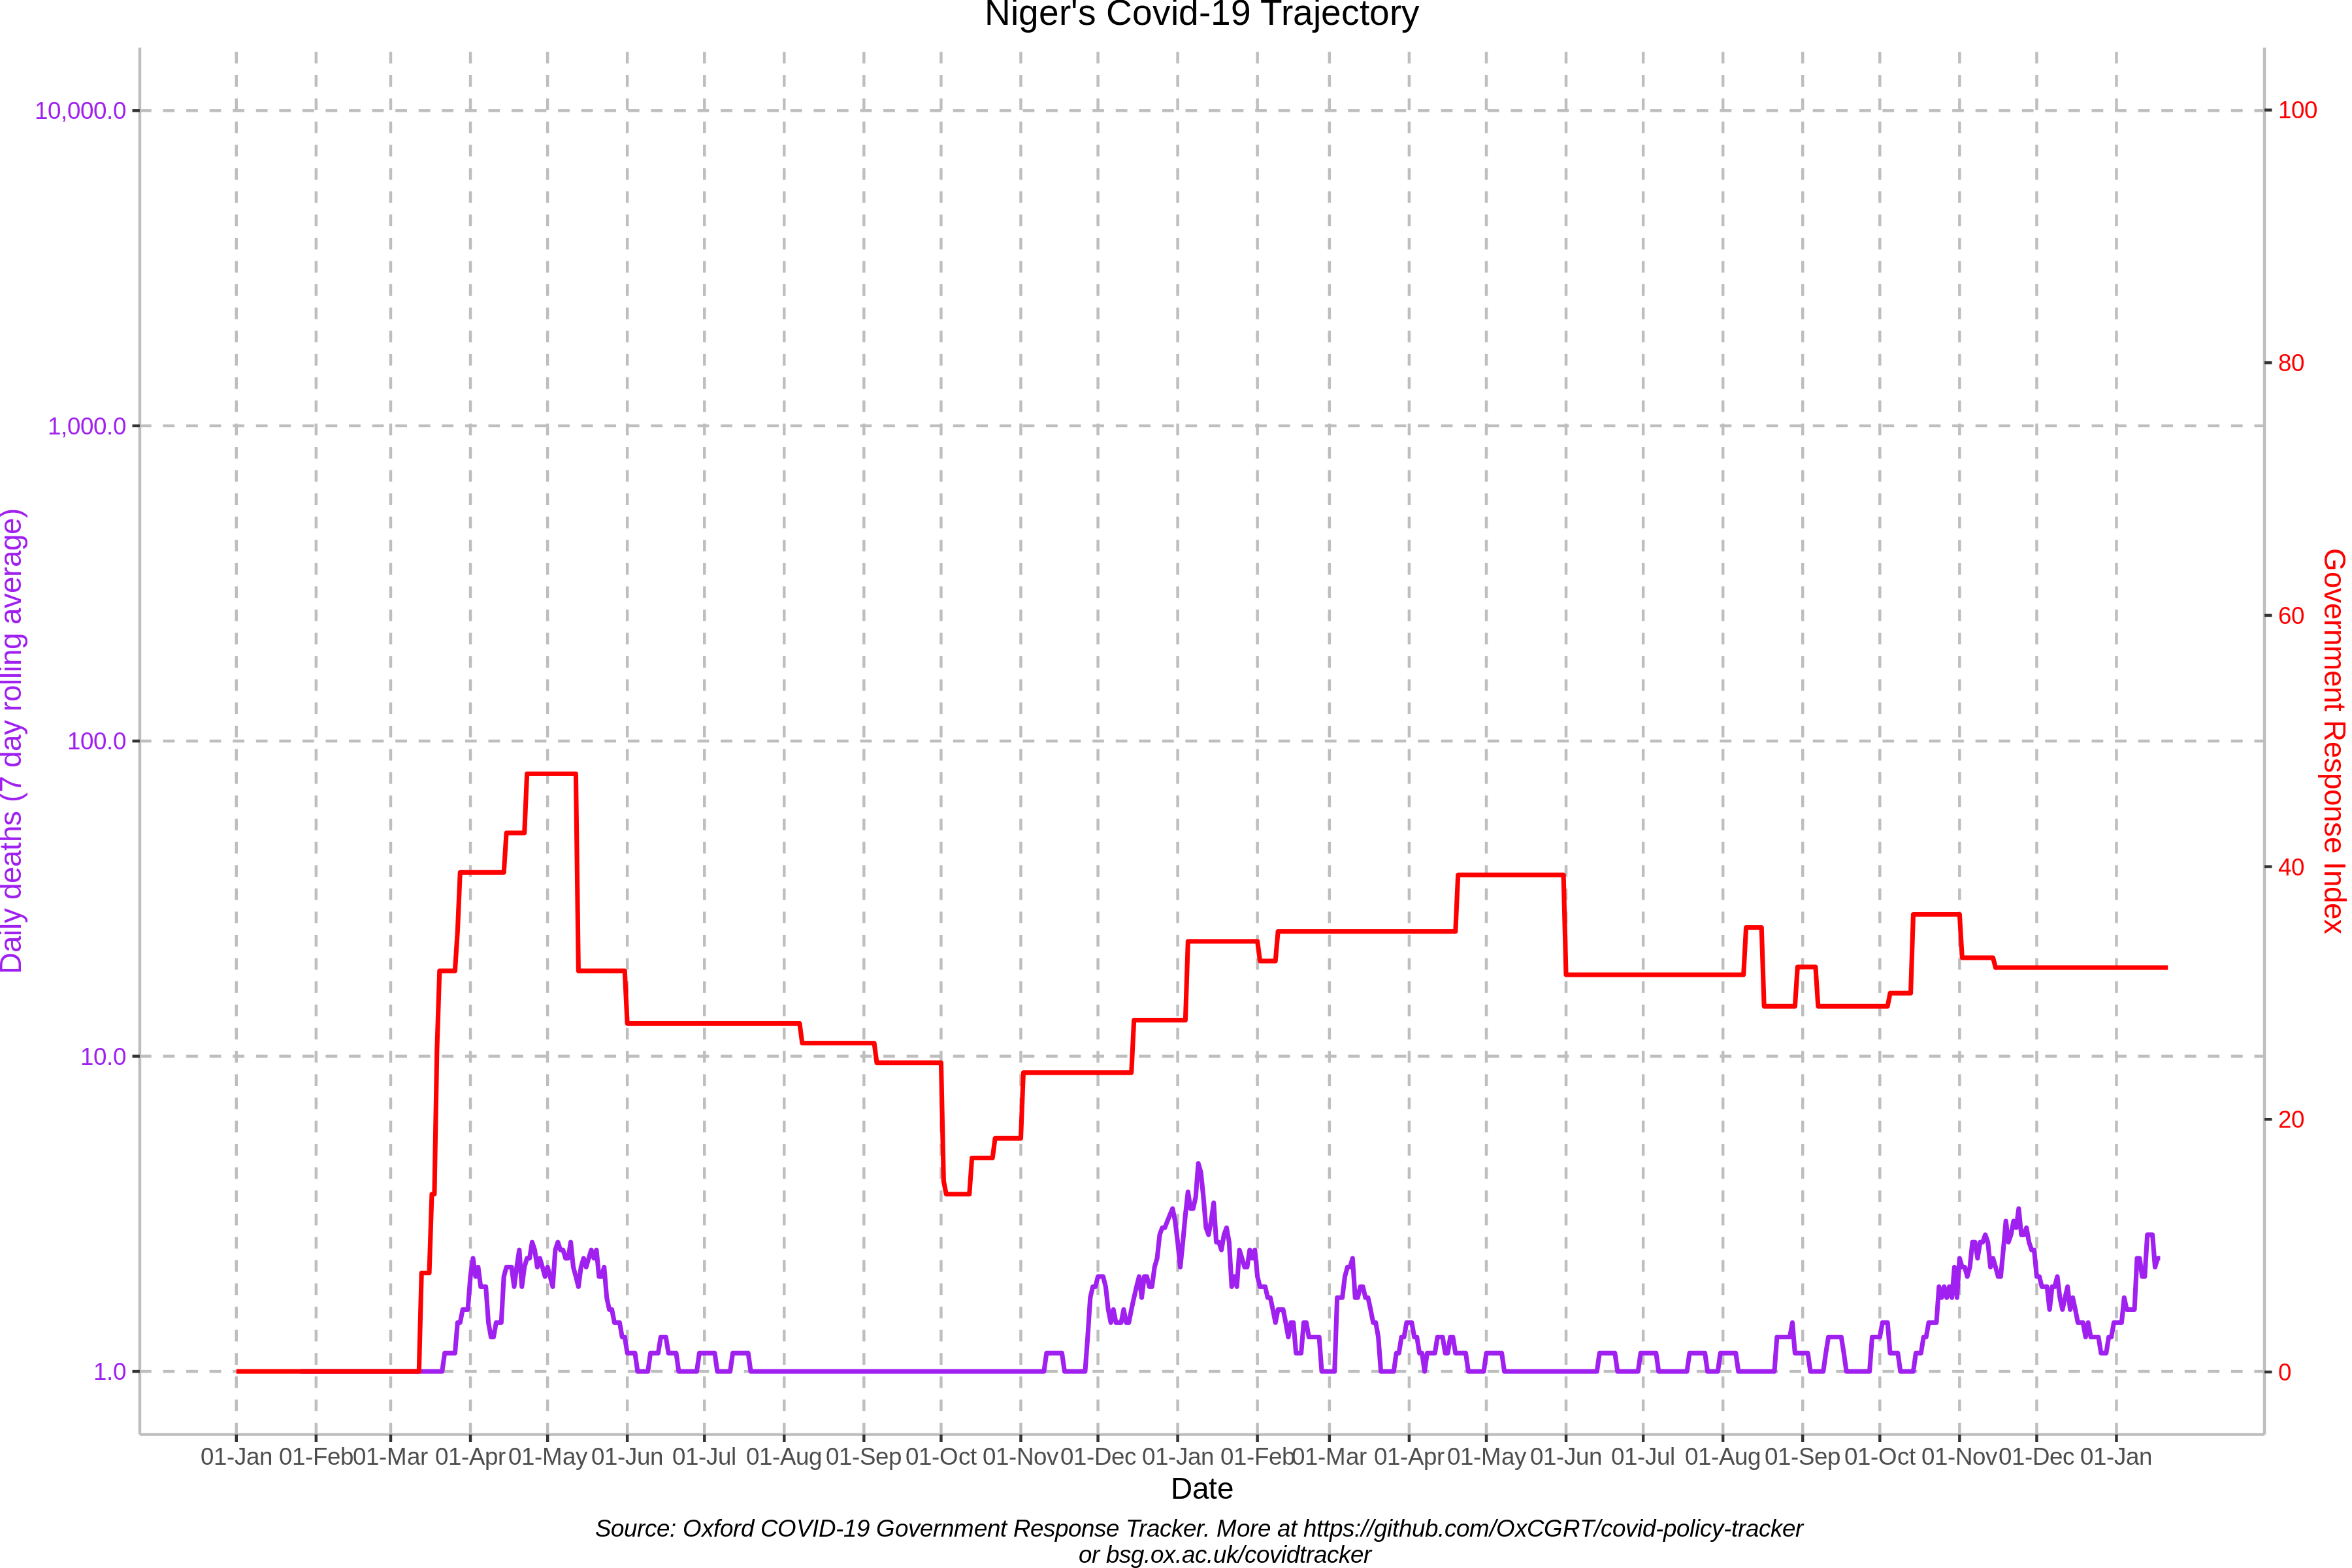 Niger's Covid-19 Trajectory
10,000.0
1,000.0
100.0
10.0
1.0
Daily deaths (7 day rolling average)
100
80
60
40
20
0
Government Response Index
01-Jan 01-Feb 01-Mar 01-Apr 01-May 01-Jun 01-Jul 01-Aug 01-Sep 01-Oct 01-Nov 01-Dec 01-Jan 01-Feb 01-Mar 01-Apr 01-May 01-Jun 01-Jul 01-Aug 01-Sep 01-Oct 01-Nov 01-Dec 01-Jan
Date
Source: Oxford COVID-19 Government Response Tracker. More at https://github.com/OxCGRT/covid-policy-tracker
or bsg.ox.ac.uk/covidtracker